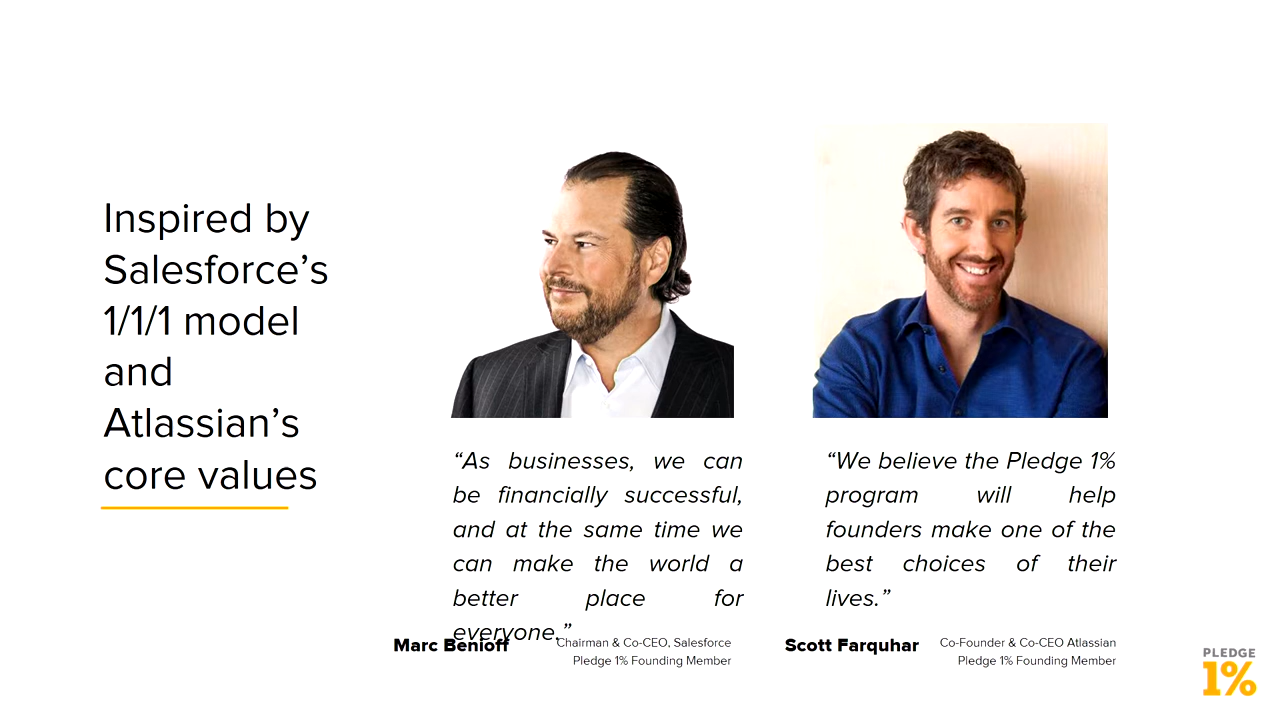 Inspired by
Salesforce’s
1/1/1 model
and
Atlassian’s
core values
“As businesses, we can
be financially successful,
and at the same time we
can make the world a
better place for
everyone.”
Marc Benioff
Chairman & Co-CEO, Salesforce
Pledge 1% Founding Member
“We believe the Pledge 1%
program will help
founders make one of the
best choices of their
lives.”
Scott Farquhar
Co-Founder & Co-CEO Atlassian
Pledge 1% Founding Member
PLEDGE
1%